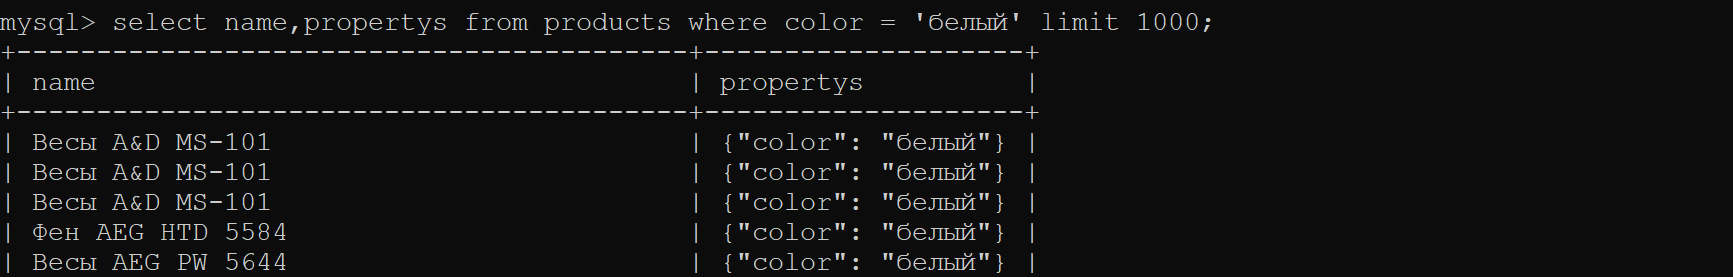 mysql> select name,propertys from products where color = 'белый' limit 1000;
+------------------------------------------+--------------------+
| name                                     | propertys          |
+------------------------------------------+--------------------+
| Весы A&D MS-101                          | {"color": "белый"} |
| Весы A&D MS-101                          | {"color": "белый"} |
| Весы A&D MS-101                          | {"color": "белый"} |
| Фен AEG HTD 5584                         | {"color": "белый"} |
| Весы AEG PW 5644                         | {"color": "белый"} |